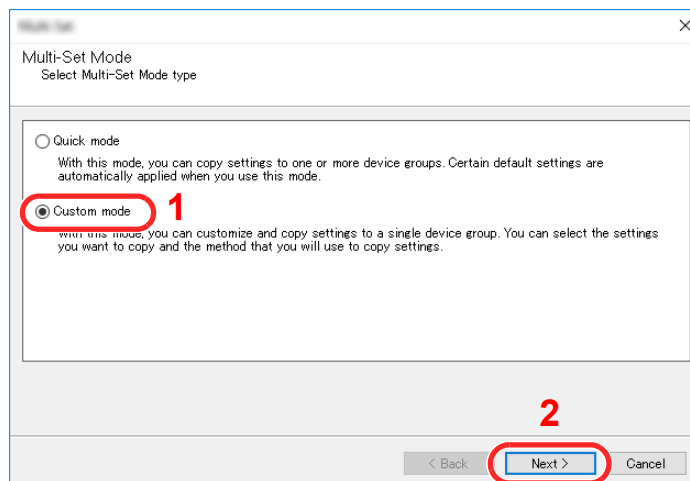 Multi-Set Mode
Select Multi-Set Mode type
Quick mode
With this mode, you can copy settings to one or more device groups. Certain default settings are
automatically applied when you use this mode.
Custom mode
1
With this mode, you can customize and copy settings to a single device group. You can select the settings
you want to copy and the method that you will use to copy settings.
2
< Back
Next >
Cancel